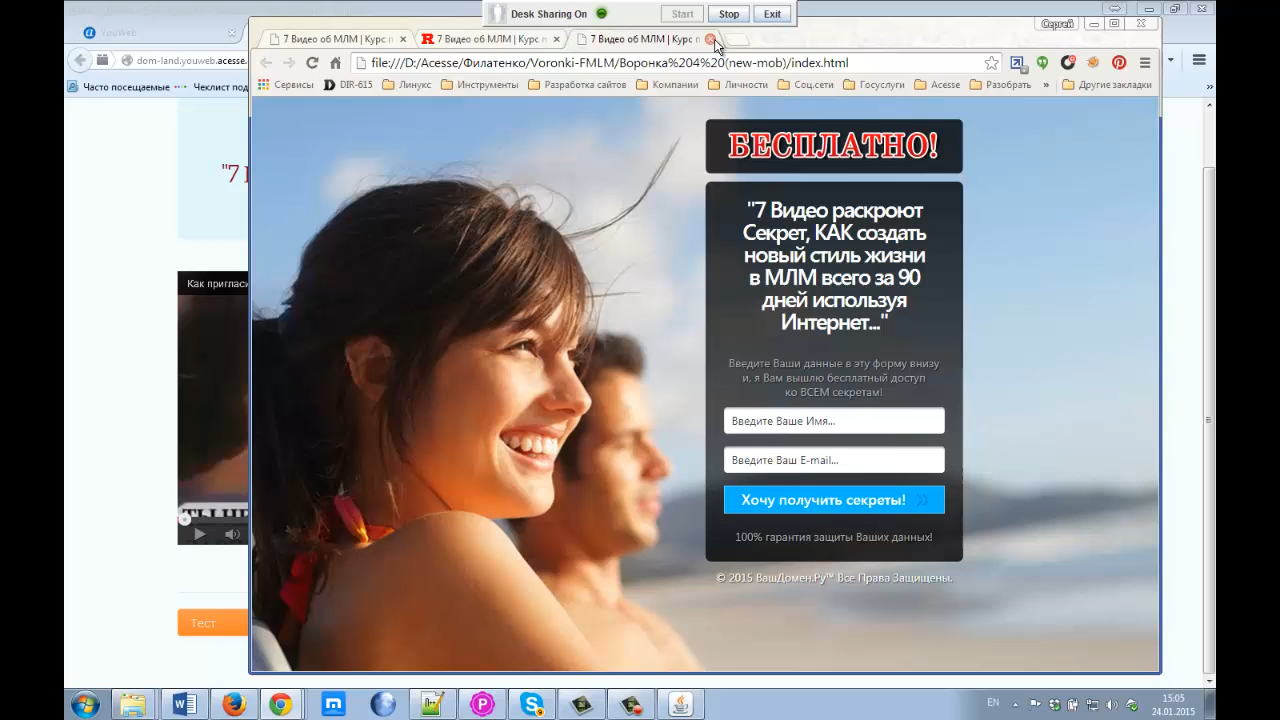 Desk Sharing On
Start
Stop
Exit
YouWeb
Сергей
7 Видео об МЛМ | Курс п
7 Видео об МЛМ | Курс п
7 Видео об МЛМ | Курс п
dom-land.youweb.acesse.
file:///D:/Acesse/Филатенко/Voronki-FMLM/Воронка%204%20(new-mob)/index.html
Часто посещаемые
Чеклист под
Сервисы
DIR-615
Линукс
Инструменты
Разработка сайтов
Компании
Личности
Соц.сети
Госуслуги
Acesse
Разобрать
»
Другие закладки
"7
Как пригласи
Тест
БЕСПЛАТНО!
"7 Видео раскроют
Секрет, КАК создать
новый стиль жизни
в МЛМ всего за 90
дней используя
Интернет..."
Введите Ваши данные в эту форму внизу
и, я Вам вышлю бесплатный доступ
ко ВСЕМ секретам!
Введите Ваше Имя...
Введите Ваш E-mail...
Хочу получить секреты! »
100% гарантия защиты Ваших данных!
© 2015 ВашДомен.Ру™ Все Права Защищены.
EN
15:05
24.01.2015